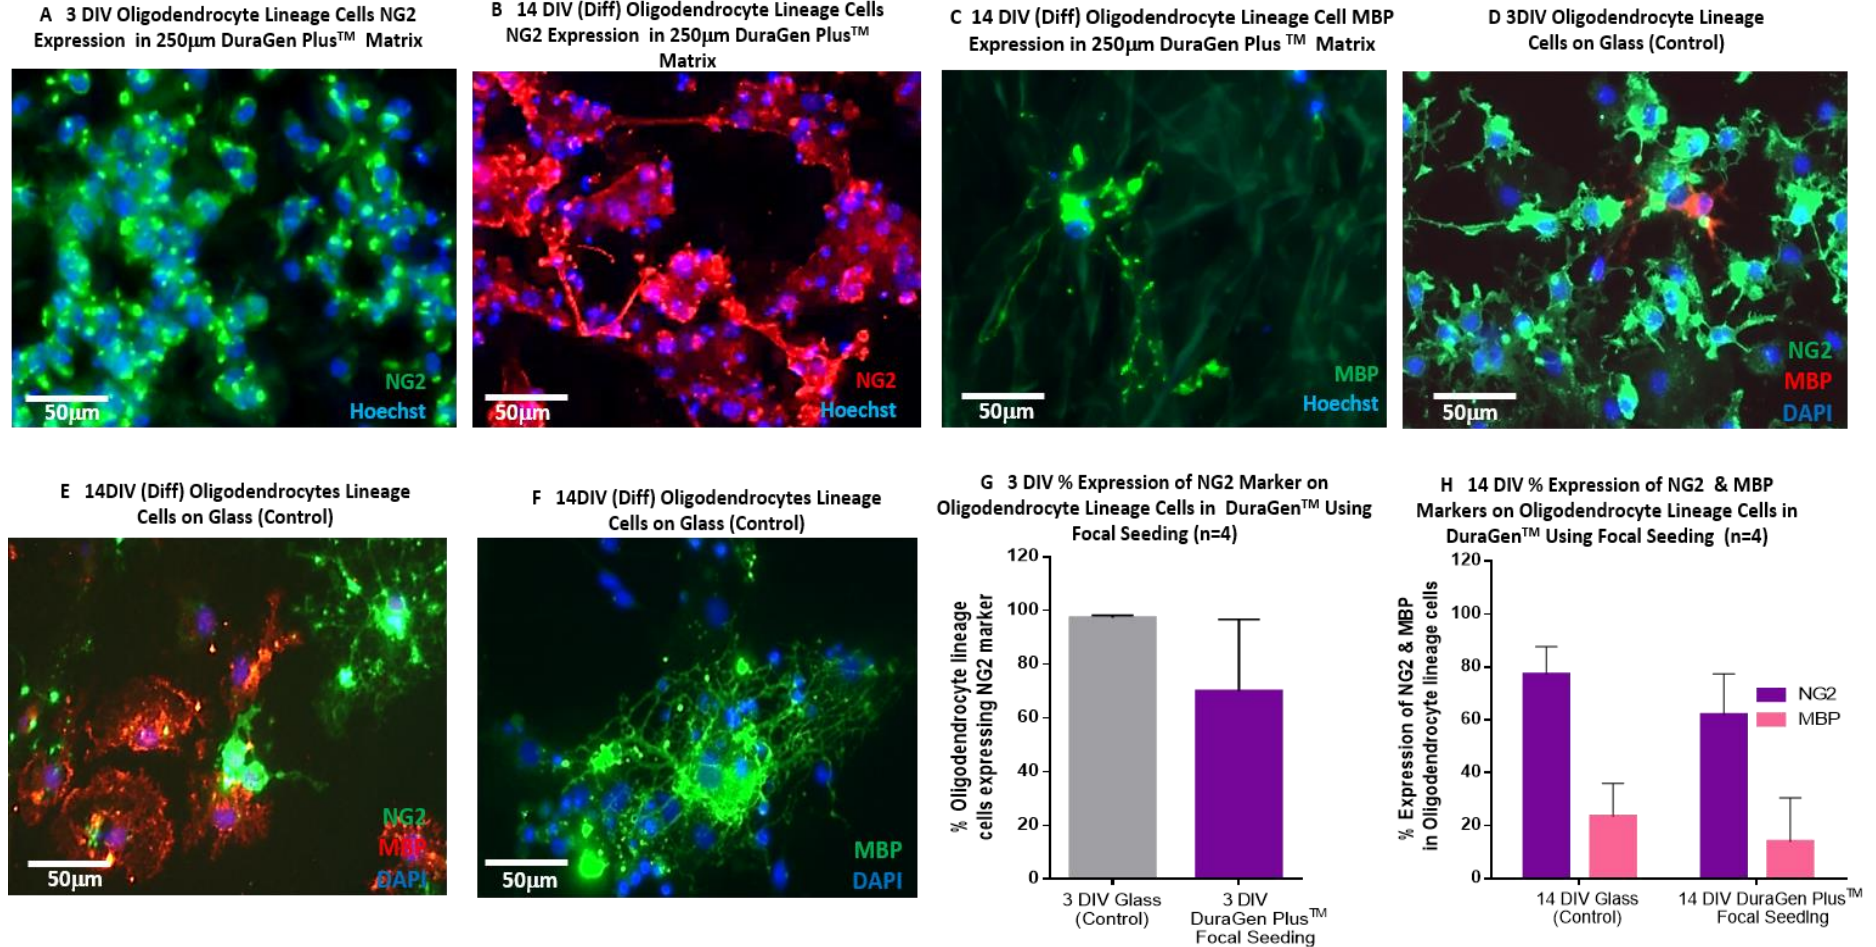 A 3 DIV Oligodendrocyte Lineage Cells NG2
Expression in 250μm DuraGen Plus™ Matrix
NG2
Hoechst
50μm
B 14 DIV (Diff) Oligodendrocyte Lineage Cells
NG2 Expression in 250μm DuraGen Plus™
Matrix
NG2
Hoechst
50μm
C 14 DIV (Diff) Oligodendrocyte Lineage Cell MBP
Expression in 250μm DuraGen Plus ™ Matrix
MBP
Hoechst
50μm
D 3DIV Oligodendrocyte Lineage
Cells on Glass (Control)
NG2
MBP
DAPI
50μm
E 14DIV (Diff) Oligodendrocytes Lineage
Cells on Glass (Control)
NG2
MBP
DAPI
50μm
F 14DIV (Diff) Oligodendrocytes Lineage
Cells on Glass (Control)
MBP
DAPI
50μm
G 3 DIV % Expression of NG2 Marker on
Oligodendrocyte Lineage Cells in DuraGen™ Using
Focal Seeding (n=4)
% Oligodendrocyte lineage
cells expressing NG2 marker
120
100
80
60
40
20
0
3 DIV Glass
(Control)
3 DIV
DuraGen Plus™
Focal Seeding
H 14 DIV % Expression of NG2 & MBP
Markers on Oligodendrocyte Lineage Cells in
DuraGen™ Using Focal Seeding (n=4)
% Expression of NG2 & MBP
in Oligodendrocyte lineage cells
120
100
80
60
40
20
0
NG2
MBP
14 DIV Glass
(Control)
14 DIV DuraGen Plus™
Focal Seeding